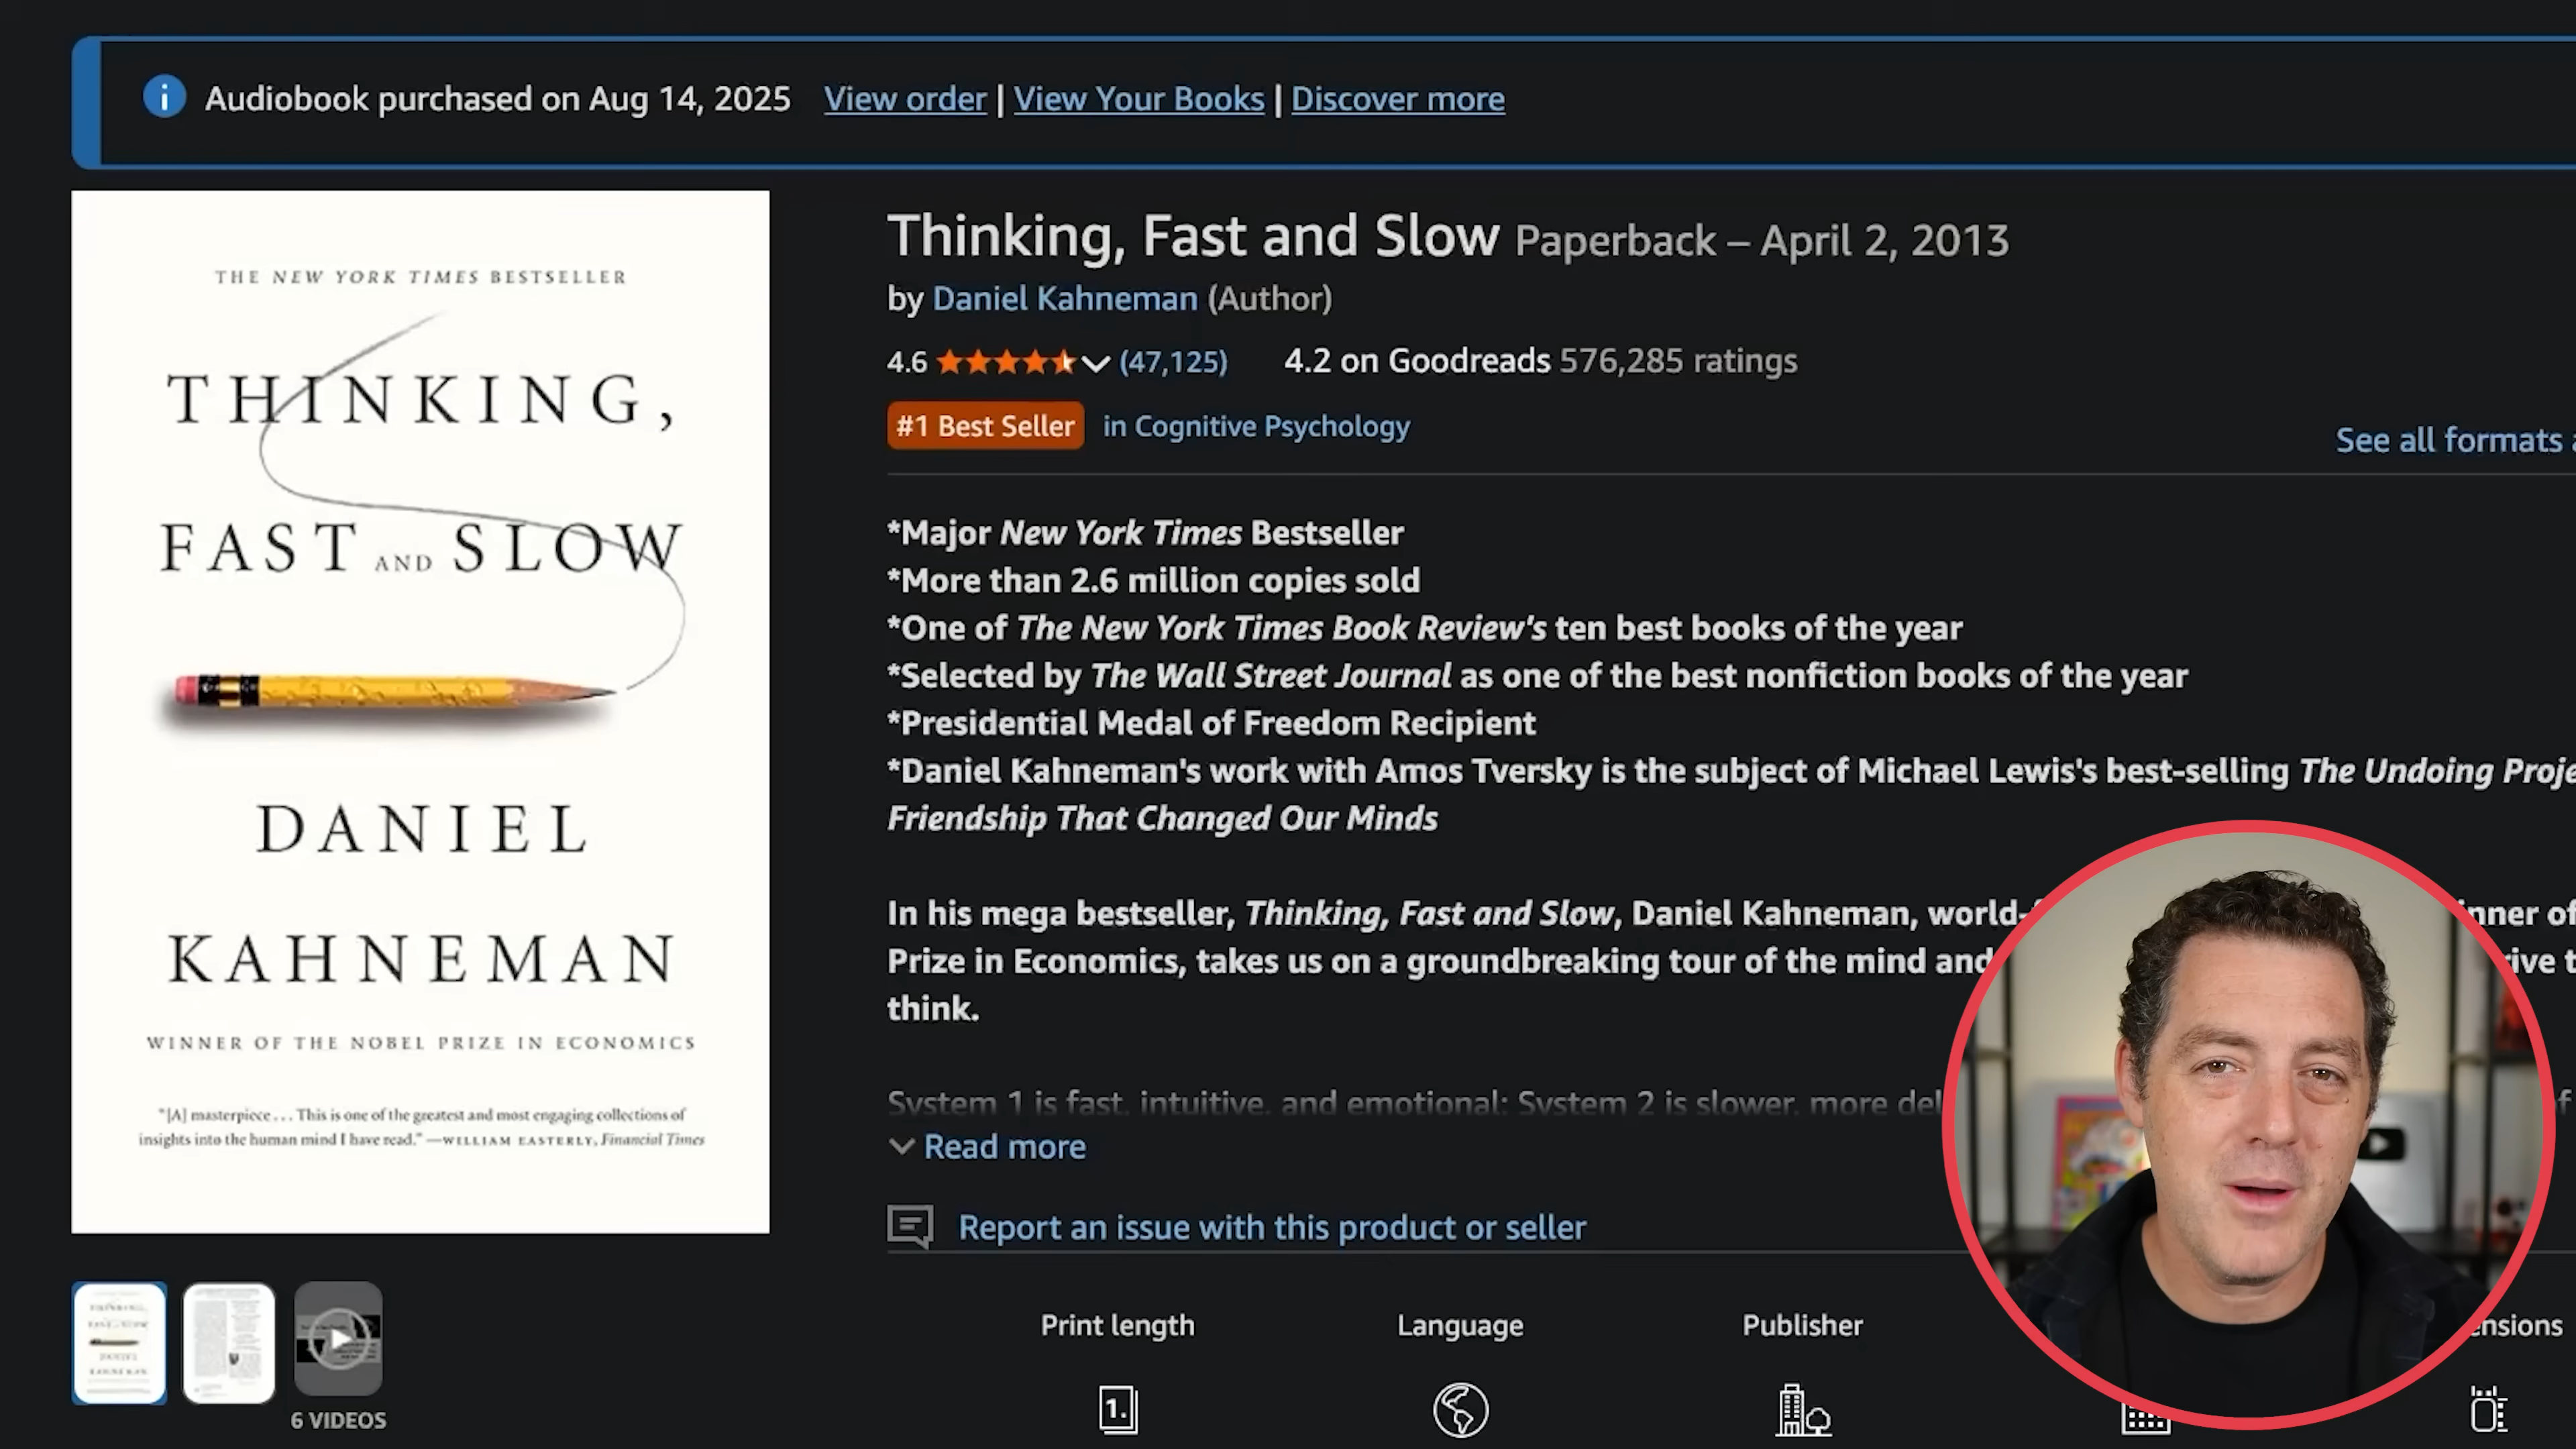 Audiobook purchased on Aug 14, 2025 View order | View Your Books | Discover more
THE NEW YORK TIMES BESTSELLER
THINKING,
FAST AND SLOW
DANIEL
KAHNEMAN
WINNER OF THE NOBEL PRIZE IN ECONOMICS
"[A] masterpiece . . . This is one of the greatest and most engaging collections of
insights into the human mind I have read." —WILLIAM EASTERLY, Financial Times
6 VIDEOS
Thinking, Fast and Slow Paperback – April 2, 2013
by Daniel Kahneman (Author)
4.6 (47,125) 4.2 on Goodreads 576,285 ratings
#1 Best Seller in Cognitive Psychology
See all formats
*Major New York Times Bestseller
*More than 2.6 million copies sold
*One of The New York Times Book Review's ten best books of the year
*Selected by The Wall Street Journal as one of the best nonfiction books of the year
*Presidential Medal of Freedom Recipient
*Daniel Kahneman's work with Amos Tversky is the subject of Michael Lewis's best-selling The Undoing Proje
Friendship That Changed Our Minds
In his mega bestseller, Thinking, Fast and Slow, Daniel Kahneman, world- nner of
Prize in Economics, takes us on a groundbreaking tour of the mind and rive t
think.
System 1 is fast, intuitive, and emotional; System 2 is slower, more del
Read more
Report an issue with this product or seller
Print length Language Publisher ensions
1.